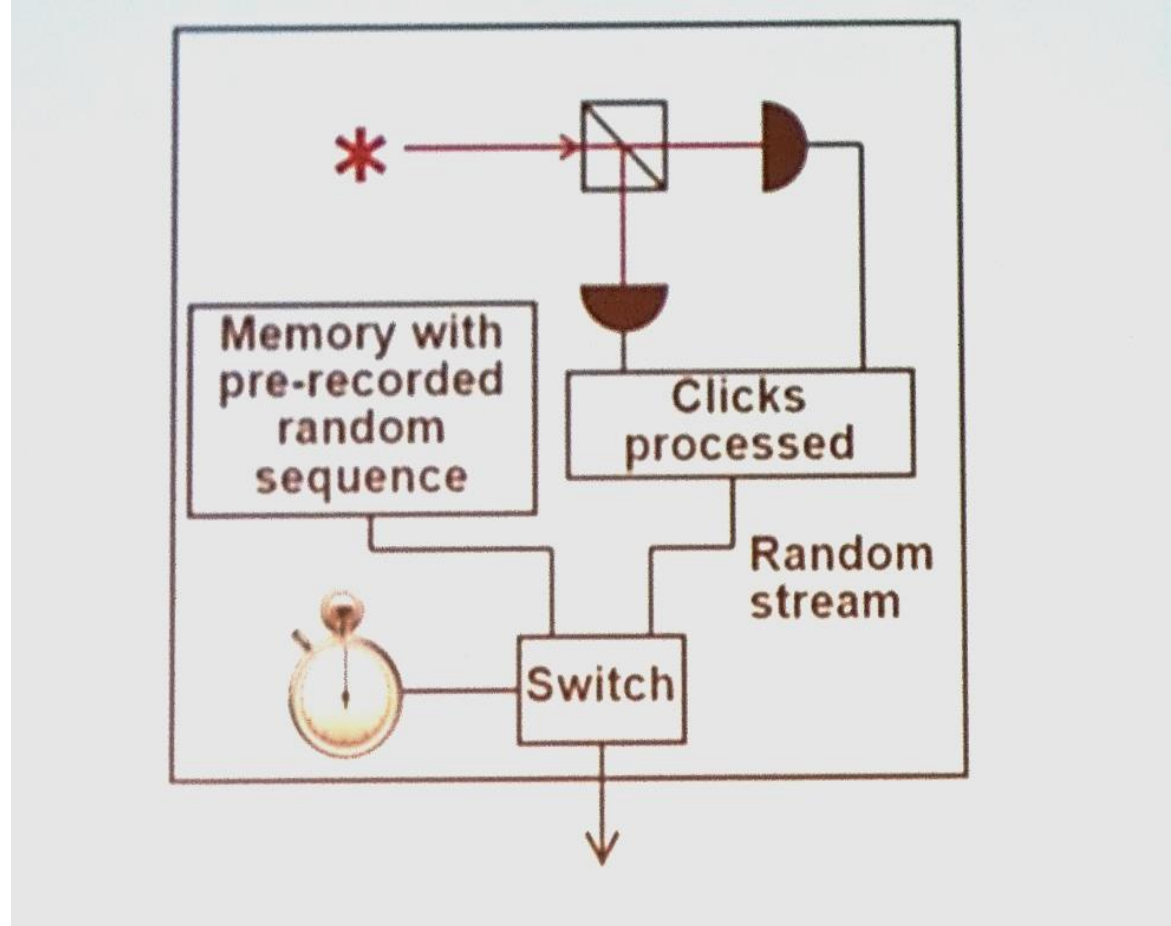 Memory with
pre-recorded
random
sequence
Clicks
processed
Random
stream
Switch